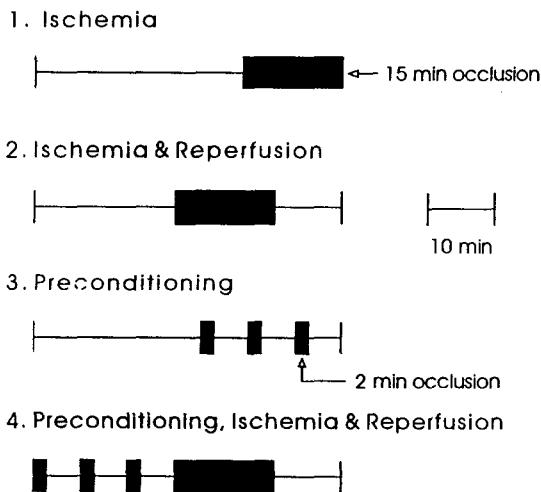 1. Ischemia
15 min occlusion
2. Ischemia & Reperfusion
10 min
3. Preconditioning
2 min occlusion
4. Preconditioning, Ischemia & Reperfusion